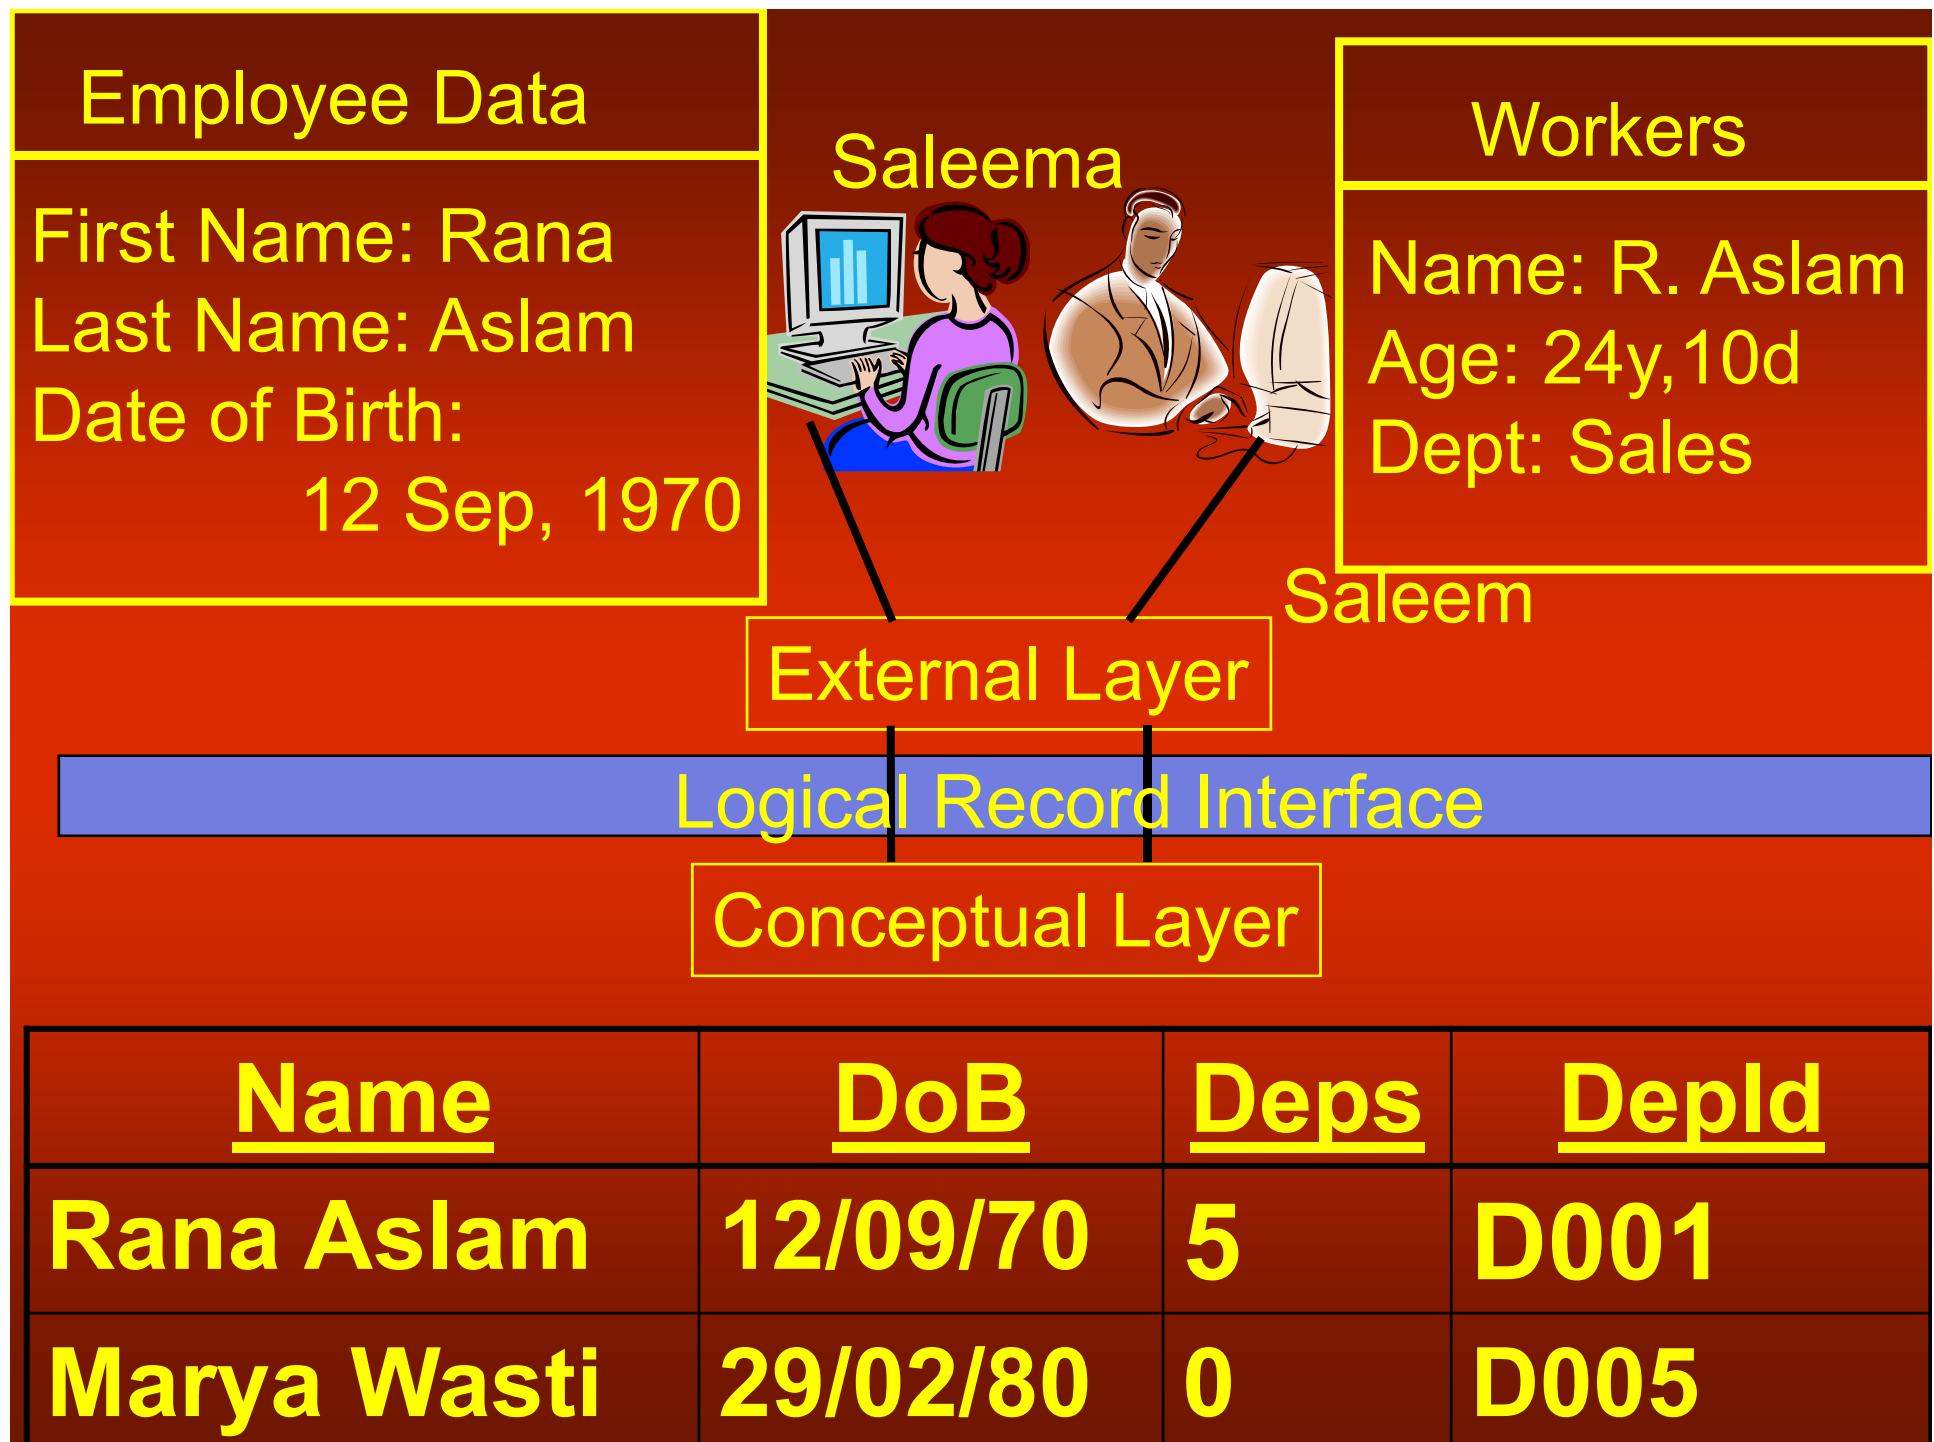 Employee Data
First Name: Rana
Last Name: Aslam
Date of Birth:
12 Sep, 1970
Saleema
Workers
Name: R. Aslam
Age: 24y,10d
Dept: Sales
Saleem
External Layer
Logical Record Interface
Conceptual Layer
Name DoB Deps DepId
Rana Aslam 12/09/70 5 D001
Marya Wasti 29/02/80 0 D005